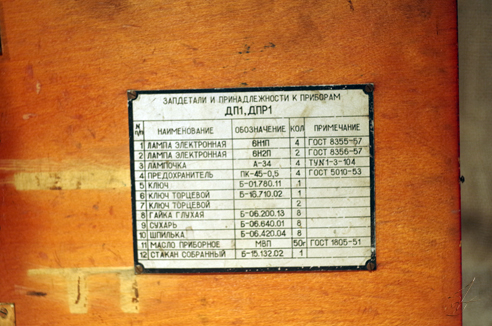 ЗАПДЕТАЛИ И ПРИНАДЛЕЖНОСТИ К ПРИБОРАМ
ДП1, ДПР1
N п/п НАИМЕНОВАНИЕ ОБОЗНАЧЕНИЕ КОЛ ПРИМЕЧАНИЕ
1 ЛАМПА ЭЛЕКТРОННАЯ 6Н1П 4 ГОСТ 8355-57
2 ЛАМПА ЭЛЕКТРОННАЯ 6Н2П 2 ГОСТ 8356-57
3 ЛАМПОЧКА А-34 4 ТУ.N1-3-104
4 ПРЕДОХРАНИТЕЛЬ ПК-45-0,5 4 ГОСТ 5010-53
5 КЛЮЧ Б-01.780.11 1
6 КЛЮЧ ТОРЦЕВОЙ Б-16.710.02 1
7 КЛЮЧ ТОРЦЕВОЙ 2
8 ГАЙКА ГЛУХАЯ Б-06.200.13 8
9 СУХАРЬ Б-06.640.01 8
10 ШПИЛЬКА Б-06.420.04 8
11 МАСЛО ПРИБОРНОЕ МВП 50г ГОСТ 1805-51
12 СТАКАН СОБРАННЫЙ Б-15.132.02 1